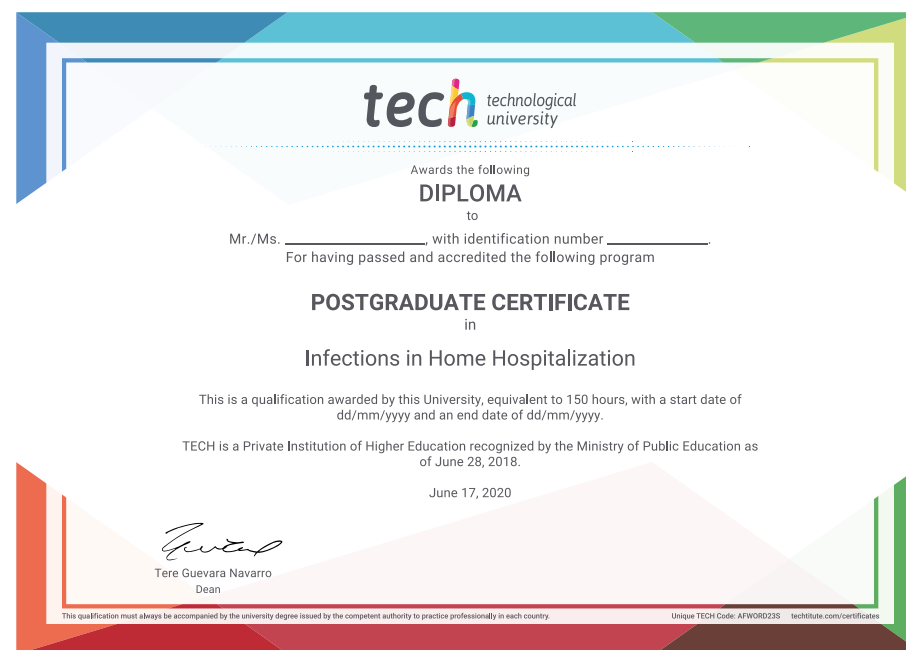 tech technological
university
Awards the following
DIPLOMA
to
Mr./Ms. ____________, with identification number ____________.
For having passed and accredited the following program
POSTGRADUATE CERTIFICATE
in
Infections in Home Hospitalization
This is a qualification awarded by this University, equivalent to 150 hours, with a start date of
dd/mm/yyyy and an end date of dd/mm/yyyy.
TECH is a Private Institution of Higher Education recognized by the Ministry of Public Education as
of June 28, 2018.
June 17, 2020
Tere Guevara Navarro
Dean
This qualification must always be accompanied by the university degree issued by the competent authority to practice professionally in each country.
Unique TECH Code: AFWORD23S techtitute.com/certificates